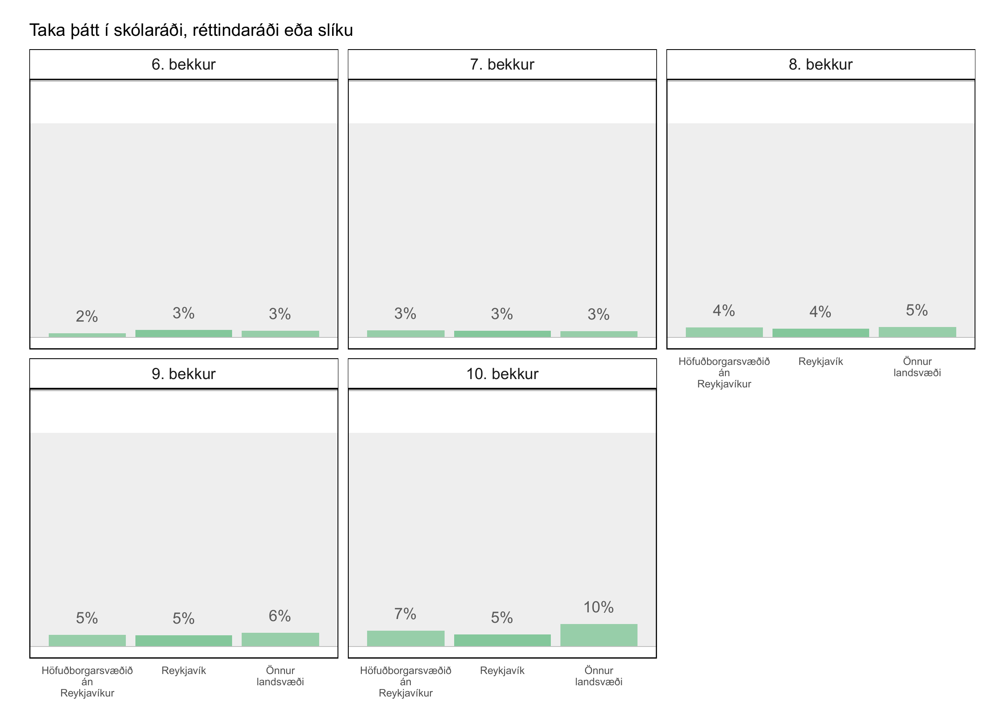 Taka þátt í skólaráði, réttindaráði eða slíku
6. bekkur
7. bekkur
8. bekkur
2%
3%
3%
3%
3%
3%
4%
4%
5%
Höfuðborgarsvæðið
án
Reykjavíkur
Reykjavík
Önnur
landsvæði
9. bekkur
10. bekkur
5%
5%
6%
7%
5%
10%
Höfuðborgarsvæðið
án
Reykjavíkur
Reykjavík
Önnur
landsvæði
Höfuðborgarsvæðið
án
Reykjavíkur
Reykjavík
Önnur
landsvæði